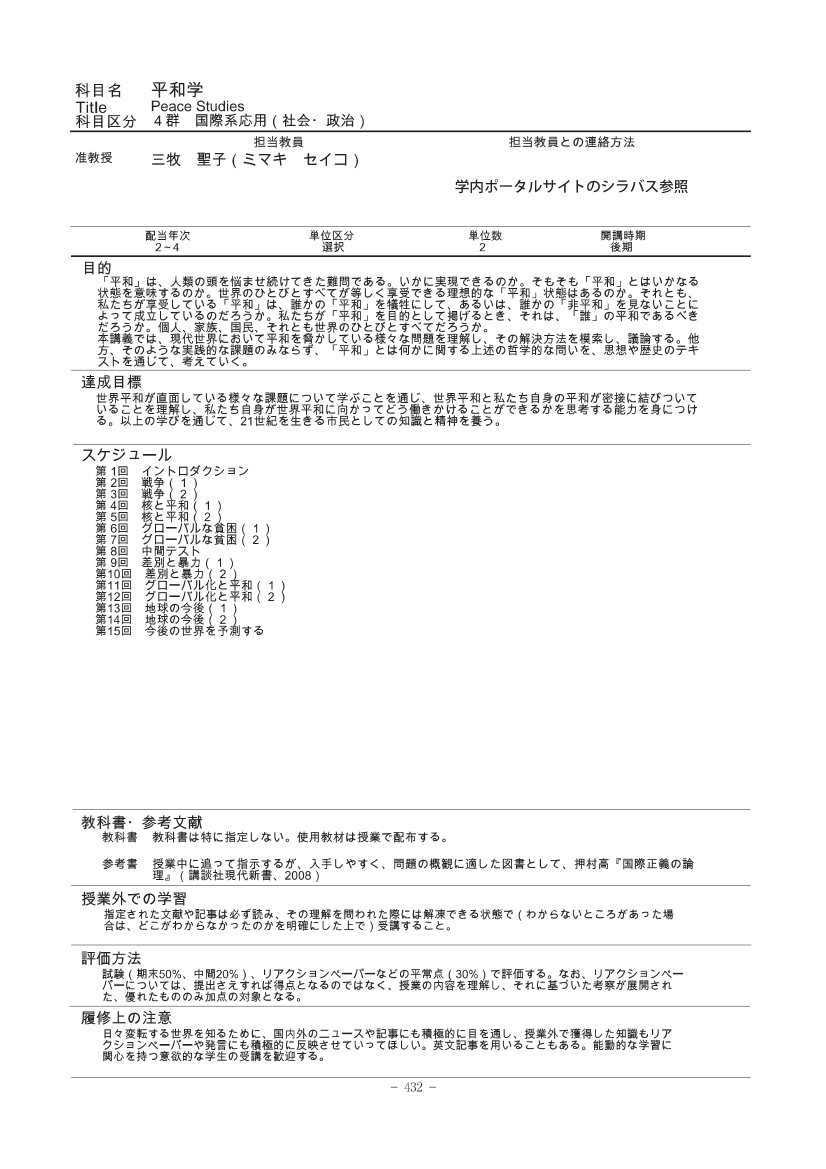 科目名　平和学
Title　Peace Studies
科目区分　４群　国際系応用（社会・政治）
担当教員　担当教員との連絡方法
准教授　三牧　聖子（ミマキ　セイコ）
学内ポータルサイトのシラバス参照
配当年次　単位区分　単位数　開講時期
2～4　選択　2　後期
目的
「平和」は、人類の頭を悩ませ続けてきた難問である。いかに実現できるのか。そもそも「平和」とはいかなる
状態を意味するのか。世界のひとびとすべてが等しく享受できる理想的な「平和」状態はあるのか。それとも、
私たちが享受している「平和」は、誰かの「平和」を犠牲にして、あるいは、誰かの「非平和」を見ないことに
よって成立しているのだろうか。私たちが「平和」を目的として掲げるとき、それは、「誰」の平和であるべき
だろうか。個人、家族、国民、それとも世界のひとびとすべてだろうか。
本講義では、現代世界において平和を脅かしている様々な問題を理解し、その解決方法を模索し、議論する。他
方、そのような実践的な課題のみならず、「平和」とは何かに関する上述の哲学的な問いを、思想や歴史のテキ
ストを通じて、考えていく。
達成目標
世界平和が直面している様々な課題について学ぶことを通じ、世界平和と私たち自身の平和が密接に結びついて
いることを理解し、私たち自身が世界平和に向かってどう働きかけることができるかを思考する能力を身につけ
る。以上の学びを通じて、21世紀を生きる市民としての知識と精神を養う。
スケジュール
第 1回　イントロダクション
第 2回　戦争（１）
第 3回　戦争（２）
第 4回　核と平和（１）
第 5回　核と平和（２）
第 6回　グローバルな貧困（１）
第 7回　グローバルな貧困（２）
第 8回　中間テスト
第 9回　差別と暴力（１）
第10回　差別と暴力（２）
第11回　グローバル化と平和（１）
第12回　グローバル化と平和（２）
第13回　地球の今後（１）
第14回　地球の今後（２）
第15回　今後の世界を予測する
教科書・参考文献
教科書　教科書は特に指定しない。使用教材は授業で配布する。
参考書　授業中に追って指示するが、入手しやすく、問題の概観に適した図書として、押村高『国際正義の論
理』（講談社現代新書、2008）
授業外での学習
指定された文献や記事は必ず読み、その理解を問われた際には解凍できる状態で（わからないところがあった場
合は、どこがわからなかったのかを明確にした上で）受講すること。
評価方法
試験（期末50%、中間20%）、リアクションペーパーなどの平常点（30%）で評価する。なお、リアクションペー
パーについては、提出さえすれば得点となるのではなく、授業の内容を理解し、それに基づいた考察が展開され
た、優れたもののみ加点の対象となる。
履修上の注意
日々変転する世界を知るために、国内外のニュースや記事にも積極的に目を通し、授業外で獲得した知識もリア
クションペーパーや発言にも積極的に反映させていってほしい。英文記事を用いることもある。能動的な学習に
関心を持つ意欲的な学生の受講を歓迎する。
－ 432 －